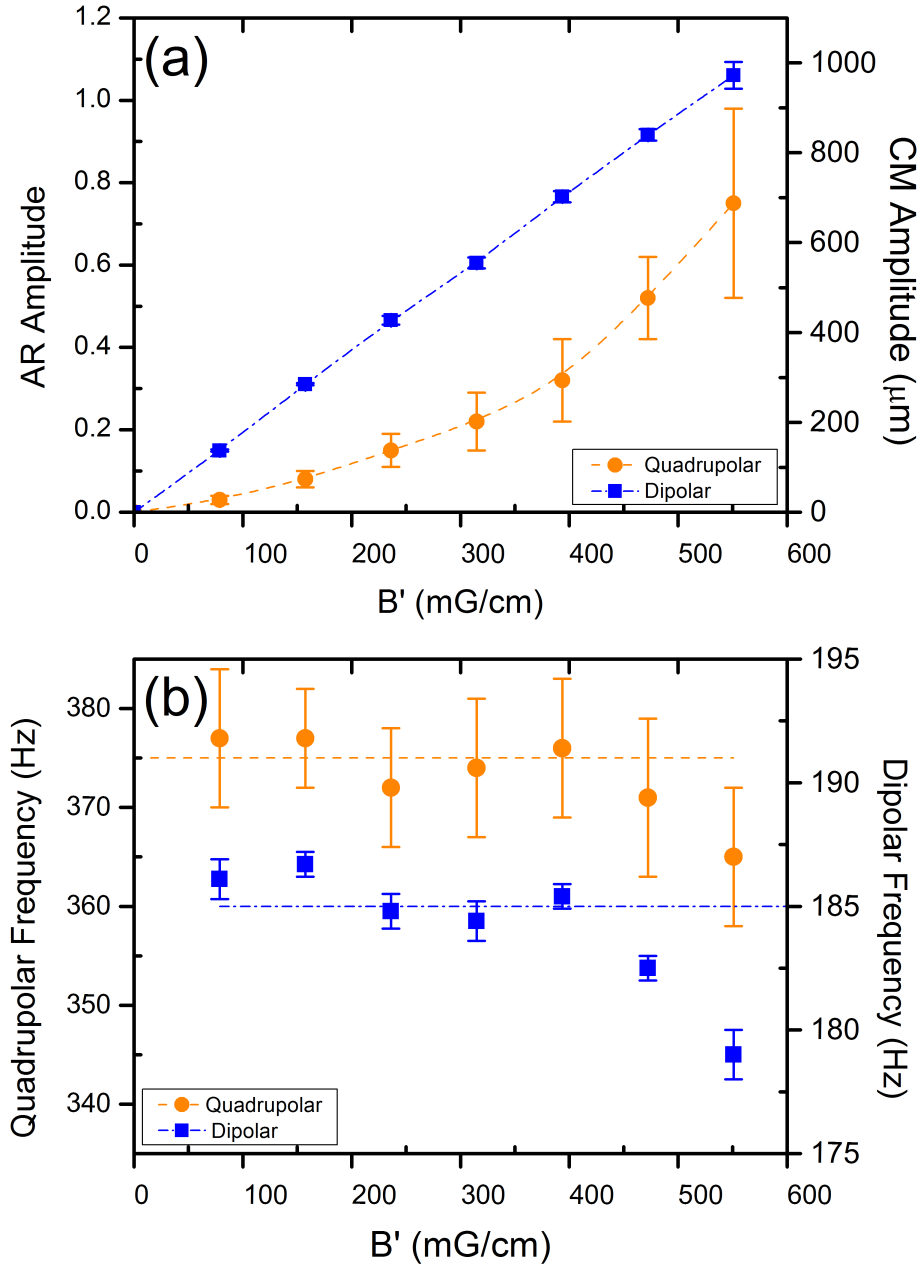 (a)
AR Amplitude
1.2
1.0
0.8
0.6
0.4
0.2
0.0
CM Amplitude (μm)
1000
800
600
400
200
0
Quadrupolar
Dipolar
0 100 200 300 400 500 600
B' (mG/cm)
(b)
Quadrupolar Frequency (Hz)
380
370
360
350
340
Dipolar Frequency (Hz)
195
190
185
180
175
Quadrupolar
Dipolar
0 100 200 300 400 500 600
B' (mG/cm)